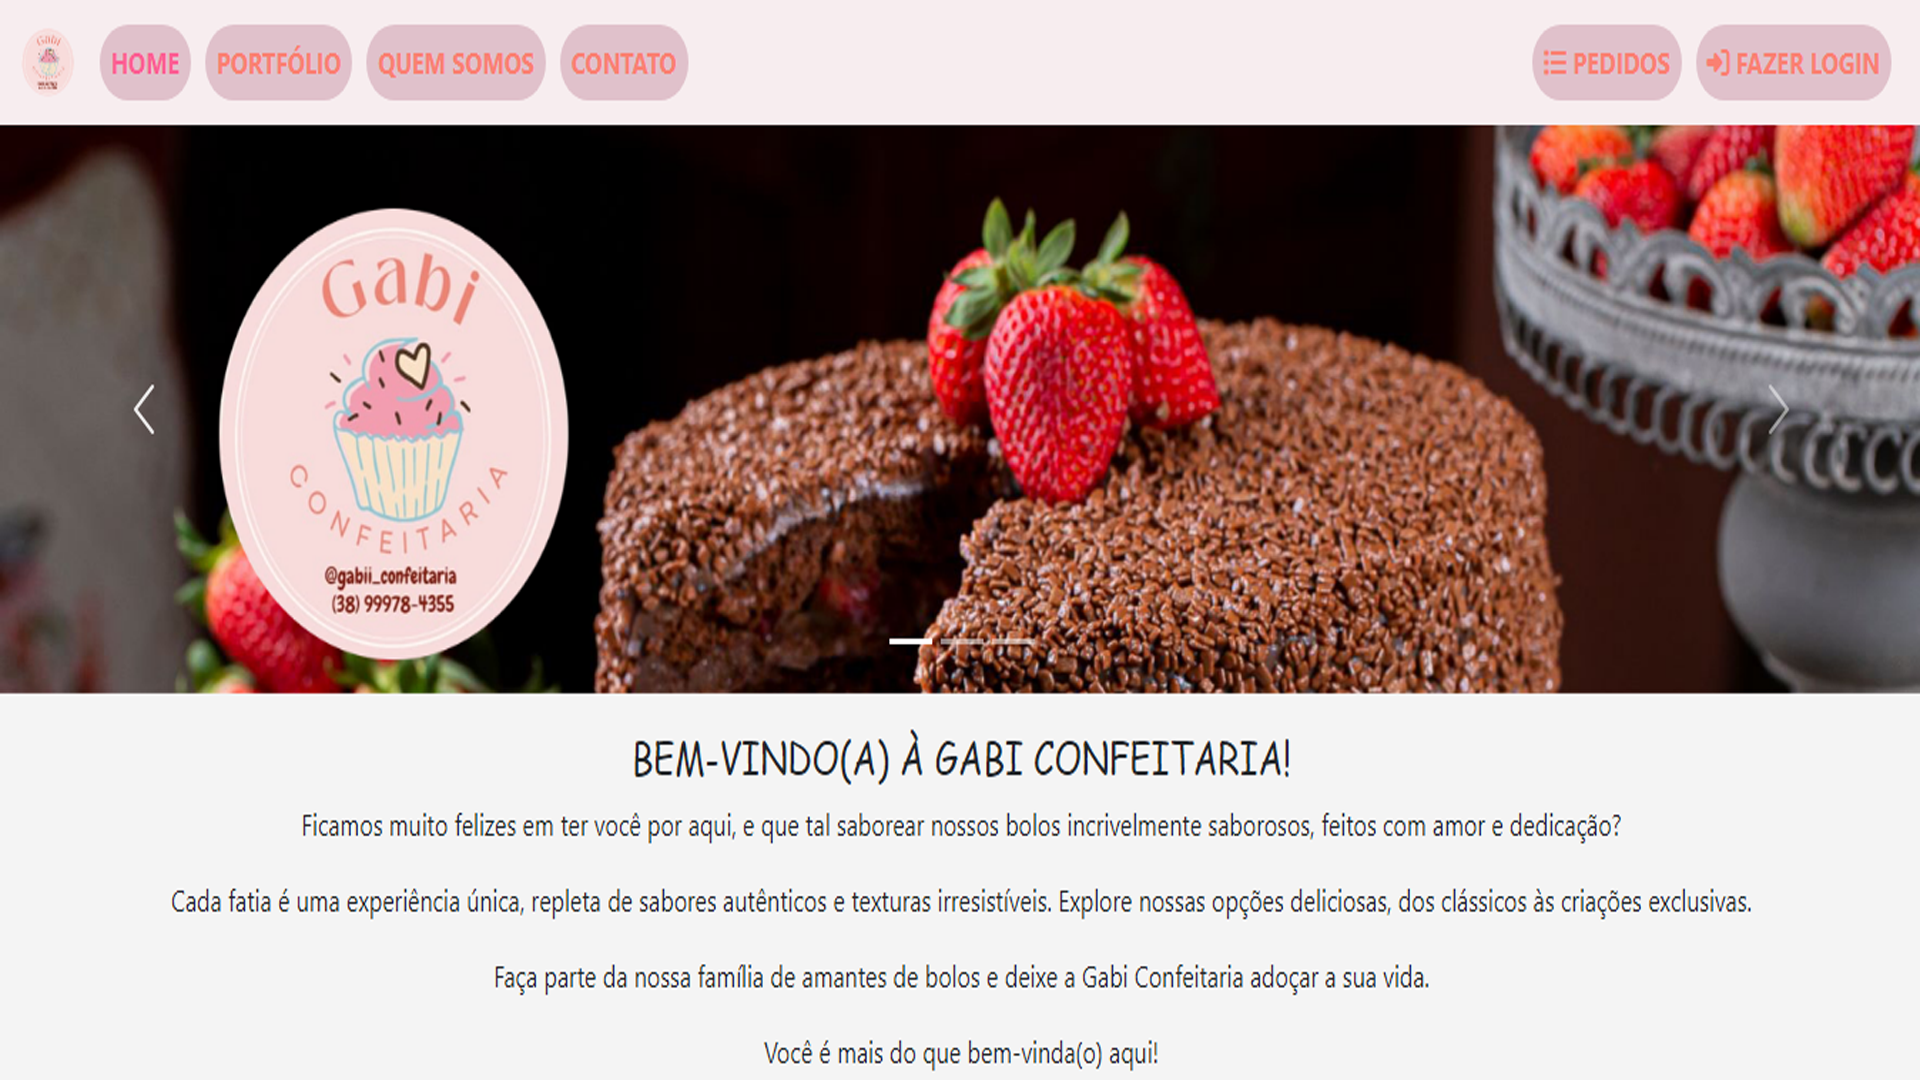 HOME
PORTFÓLIO
QUEM SOMOS
CONTATO
PEDIDOS
FAZER LOGIN
Gabi
CONFEITARIA
@gabii_confeitaria
(38) 99978-4355
BEM-VINDO(A) À GABI CONFEITARIA!
Ficamos muito felizes em ter você por aqui, e que tal saborear nossos bolos incrivelmente saborosos, feitos com amor e dedicação?
Cada fatia é uma experiência única, repleta de sabores autênticos e texturas irresistíveis. Explore nossas opções deliciosas, dos clássicos às criações exclusivas.
Faça parte da nossa família de amantes de bolos e deixe a Gabi Confeitaria adoçar a sua vida.
Você é mais do que bem-vinda(o) aqui!